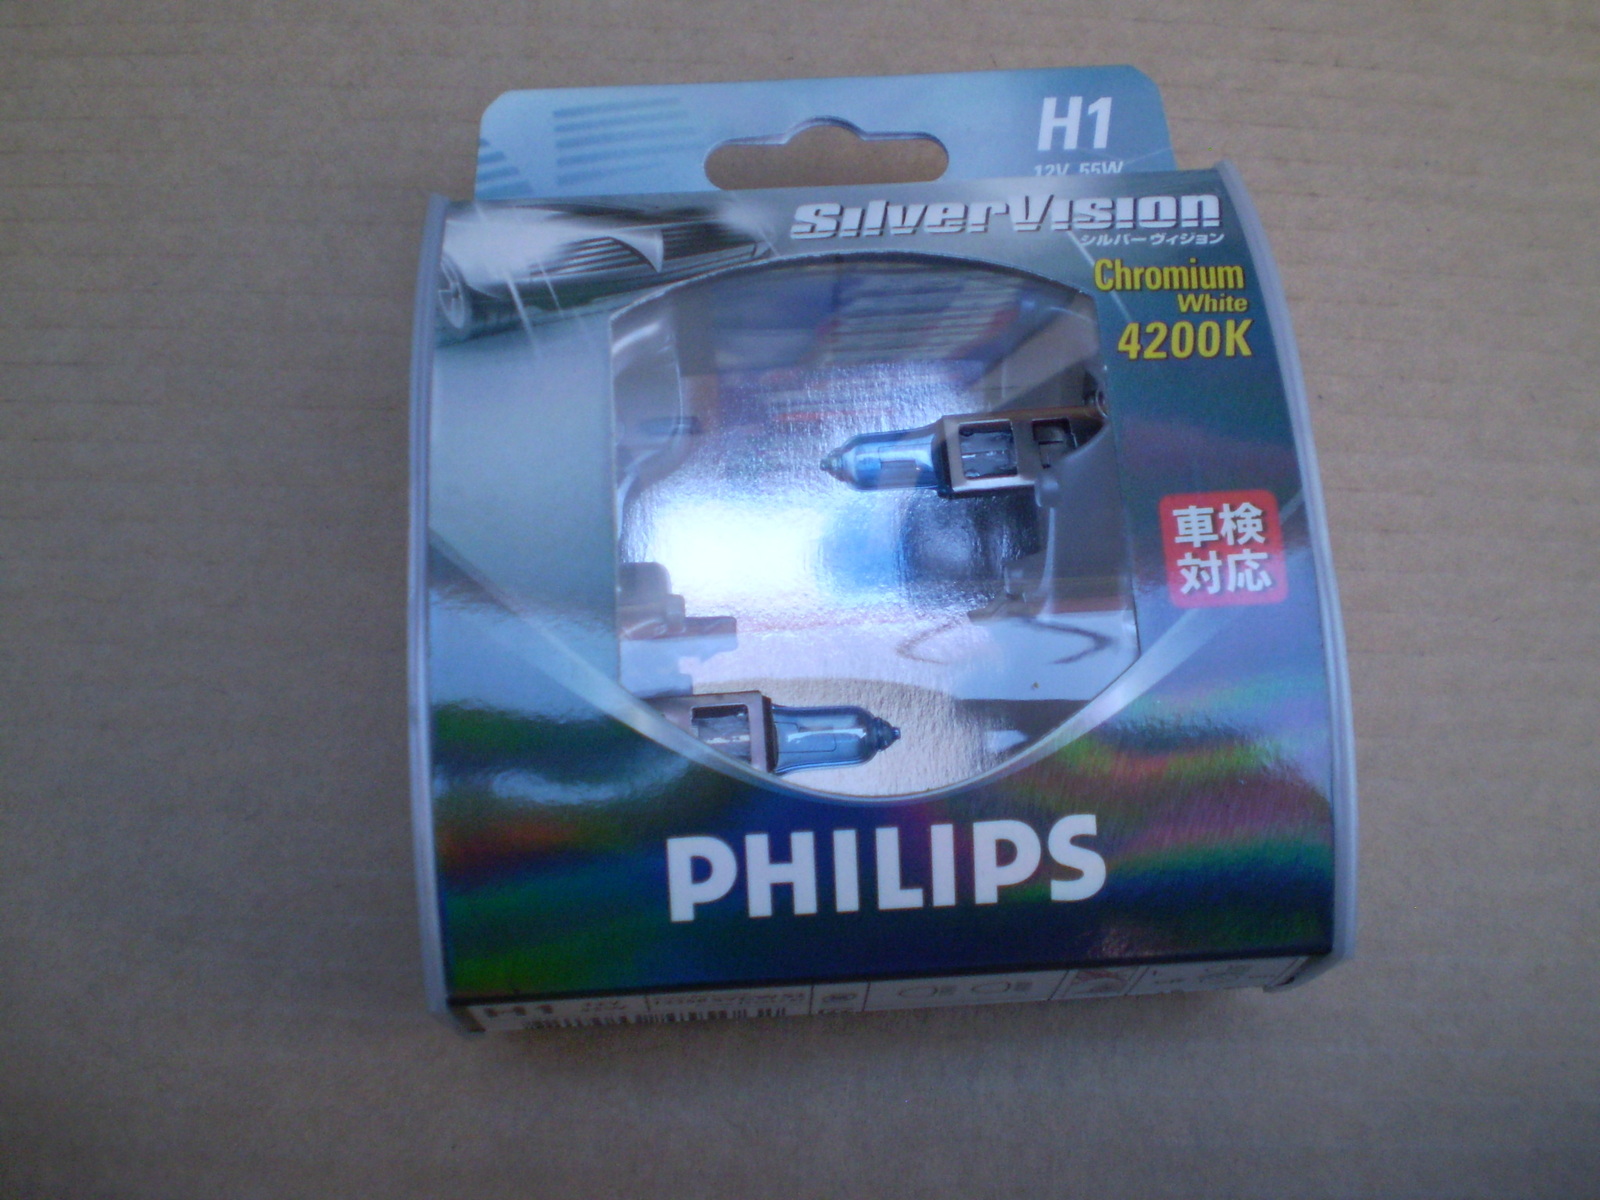 H1
12V 55W
SilverVision
シルバーヴィジョン
Chromium
White
4200K
車検
対応
PHILIPS
H1